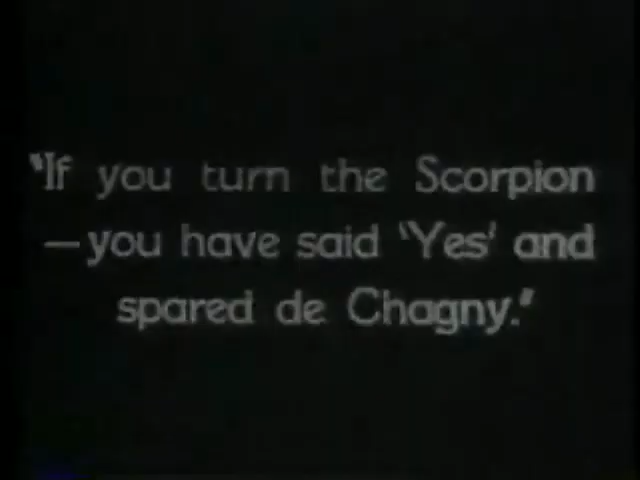 "If you turn the Scorpion
—you have said 'Yes' and
spared de Chagny."